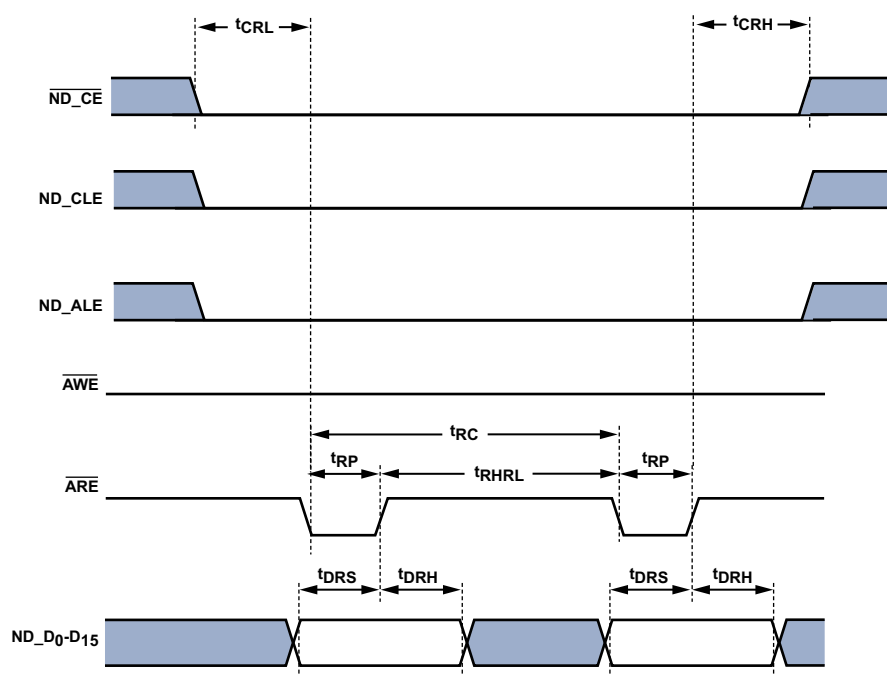 tCRL tCRH
ND_CE
ND_CLE
ND_ALE
AWE
tRC
tRP tRHRL tRP
ARE
tDRS tDRH tDRS tDRH
ND_D0-D15